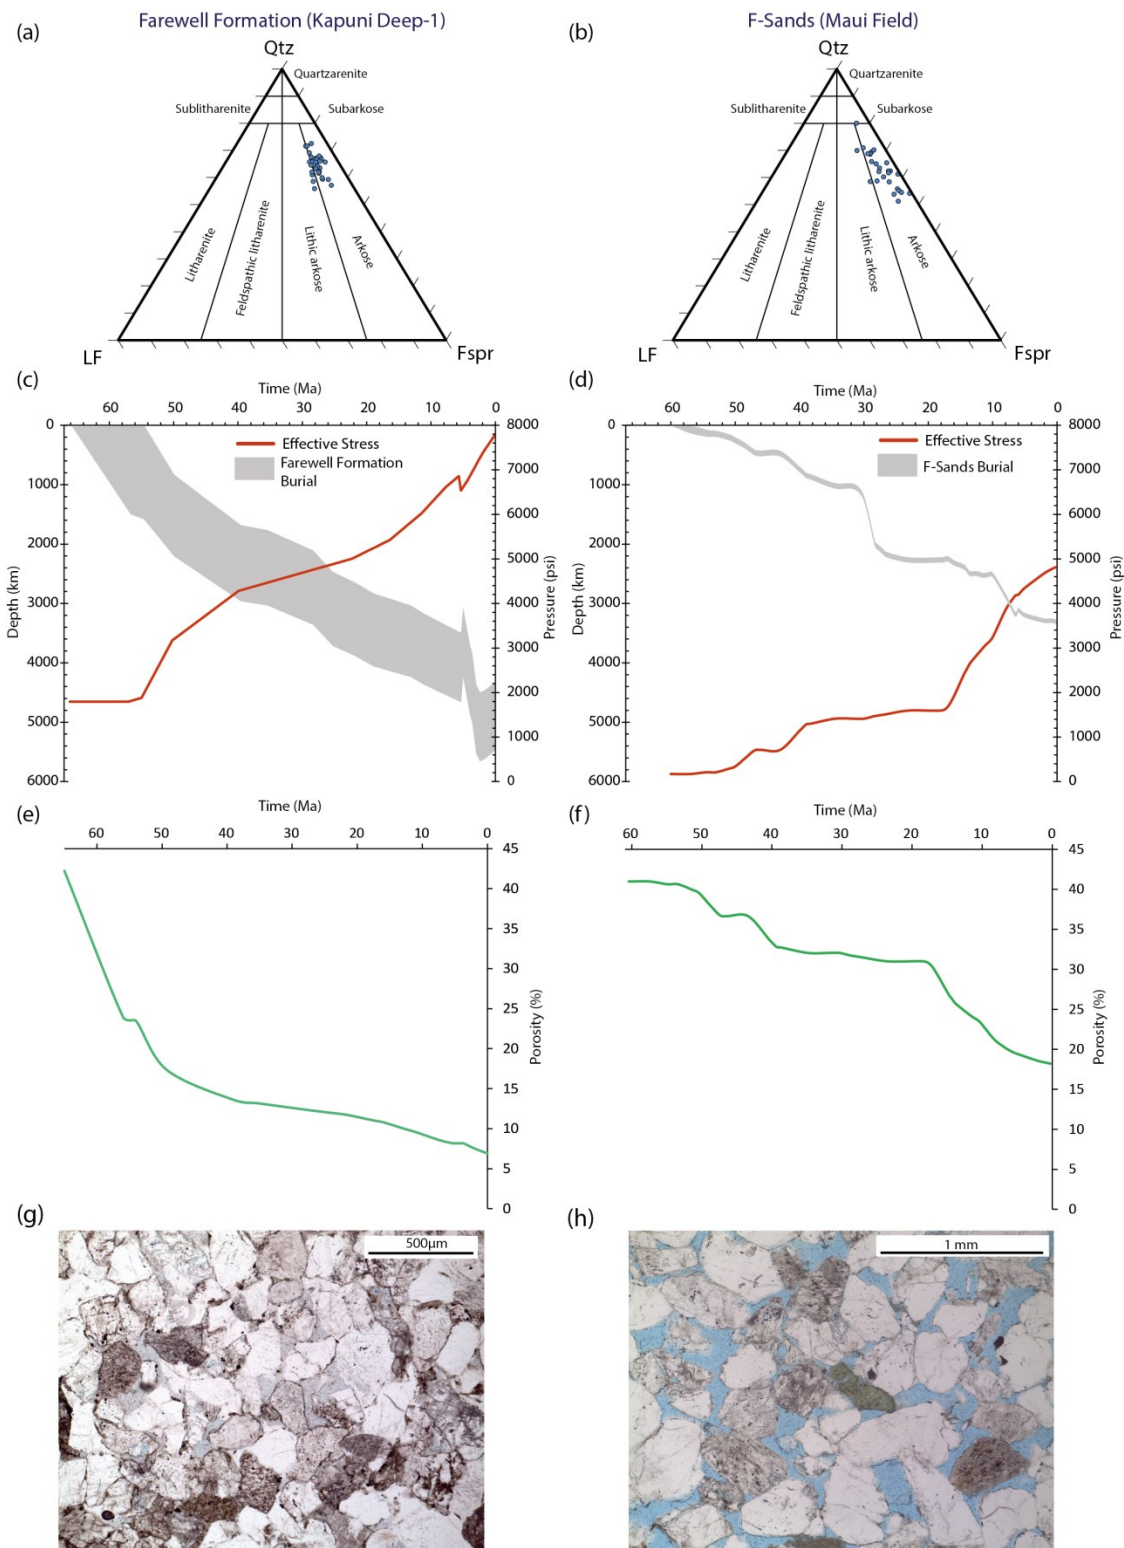 Farewell Formation (Kapuni Deep-1)
F-Sands (Maui Field)
(a)
Qtz
Quartzarenite
Sublitharenite
Subarkose
Litharenite
Feldspathic litharenite
Lithic arkose
Arkose
LF
Fspr
(b)
Qtz
Quartzarenite
Sublitharenite
Subarkose
Litharenite
Feldspathic litharenite
Lithic arkose
Arkose
LF
Fspr
(c)
Time (Ma)
60 50 40 30 20 10 0
0 1000 2000 3000 4000 5000 6000
Depth (km)
Effective Stress
Farewell Formation
Burial
8000 7000 6000 5000 4000 3000 2000 1000 0
Pressure (psi)
(d)
Time (Ma)
60 50 40 30 20 10 0
0 1000 2000 3000 4000 5000 6000
Depth (km)
Effective Stress
F-Sands Burial
8000 7000 6000 5000 4000 3000 2000 1000 0
Pressure (psi)
(e)
Time (Ma)
60 50 40 30 20 10 0
45 40 35 30 25 20 15 10 5 0
Porosity (%)
(f)
Time (Ma)
60 50 40 30 20 10 0
45 40 35 30 25 20 15 10 5 0
Porosity (%)
(g)
500µm
(h)
1 mm